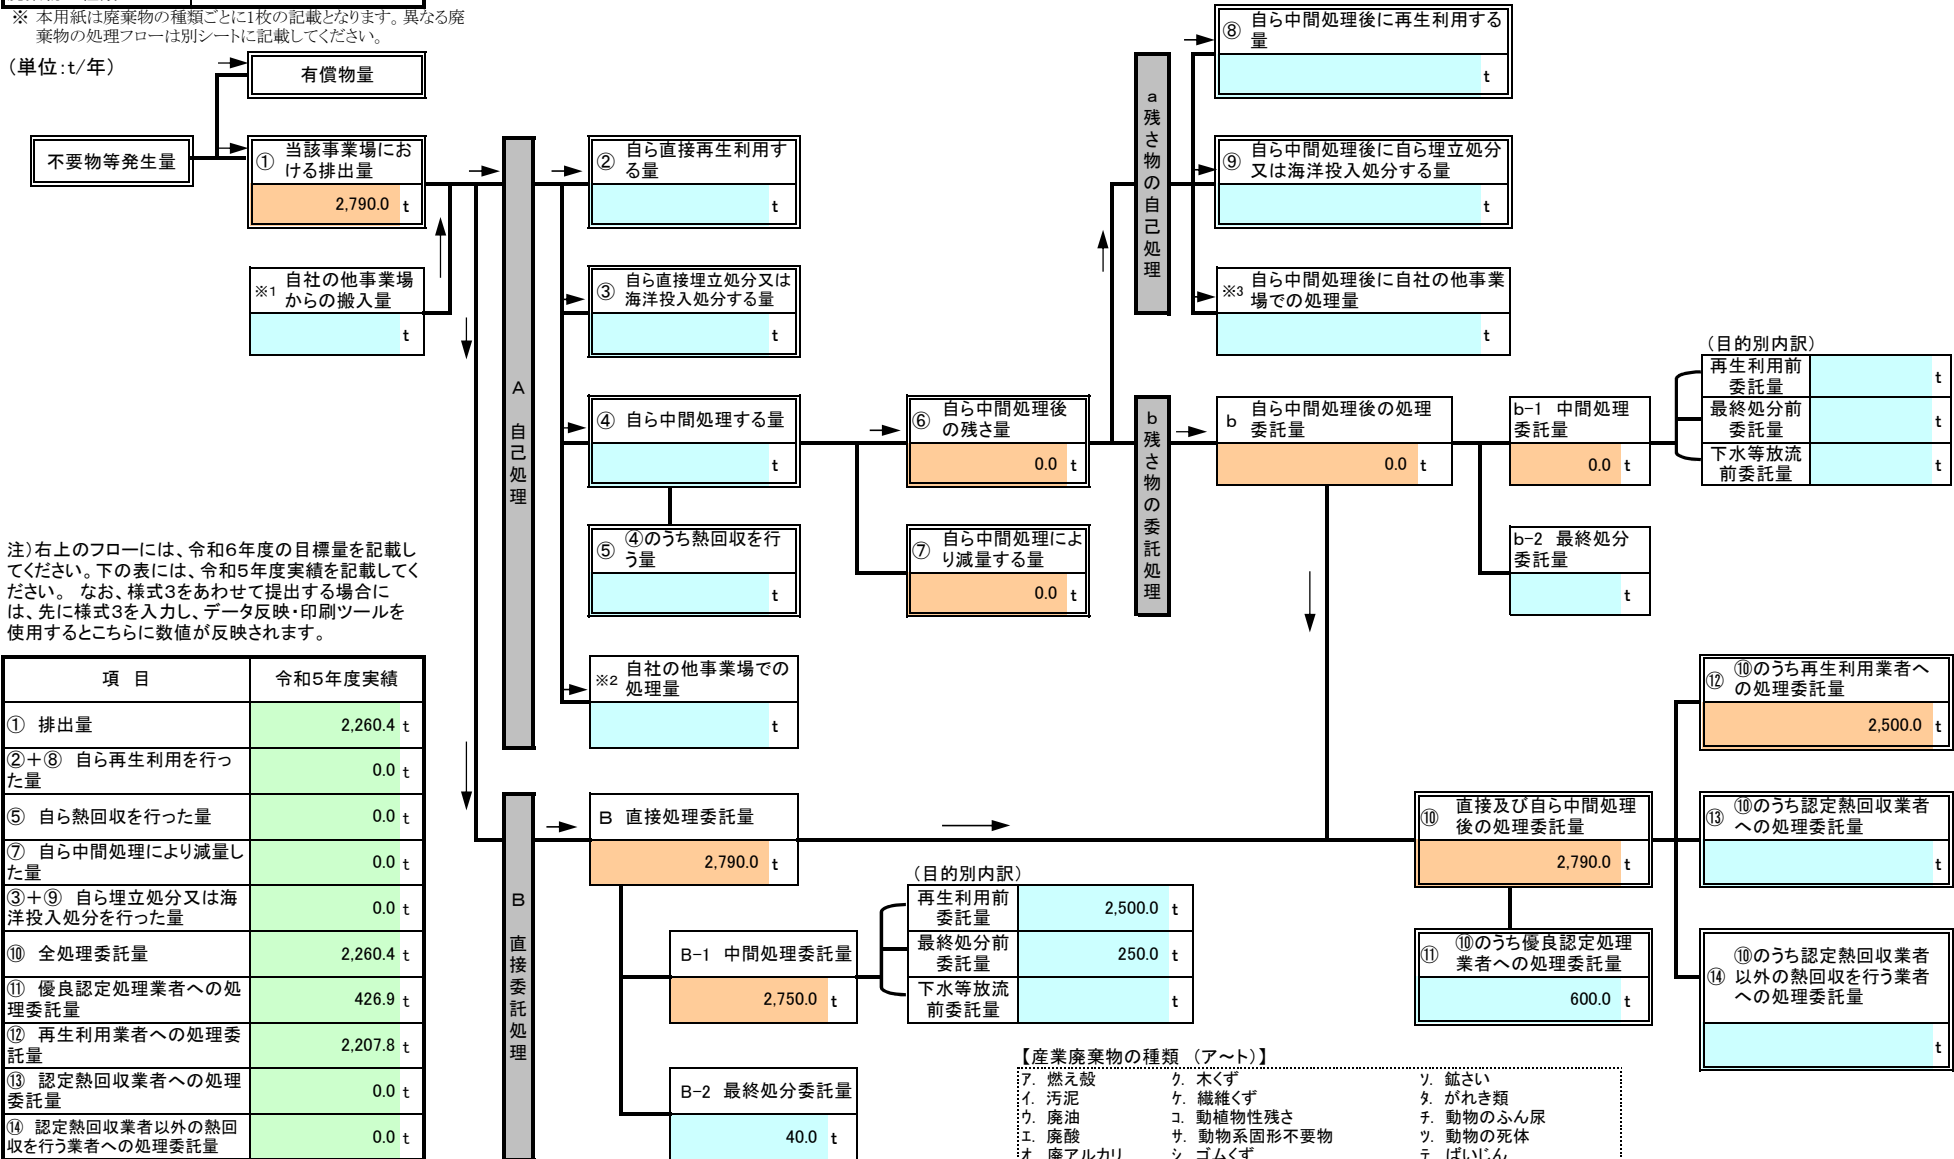 ※ 本用紙は廃棄物の種類ごとに1枚の記載となります。異なる廃
棄物の処理フローは別シートに記載してください。
（単位：t/年）
有償物量
不要物等発生量
① 当該事業場にお
ける排出量
2,790.0 t
※1 自社の他事業場
からの搬入量
t
A 自己処理
② 自ら直接再生利用す
る量
t
③ 自ら直接埋立処分又は
海洋投入処分する量
t
④ 自ら中間処理する量
t
⑤ ④のうち熱回収を行
う量
t
※2 自社の他事業場での
処理量
t
⑥ 自ら中間処理後
の残さ量
0.0 t
⑦ 自ら中間処理によ
り減量する量
0.0 t
a残さ物の自己処理
⑧ 自ら中間処理後に再生利用する
量
t
⑨ 自ら中間処理後に自ら埋立処分
又は海洋投入処分する量
t
※3 自ら中間処理後に自社の他事業
場での処理量
t
b残さ物の委託処理
b 自ら中間処理後の処理
委託量
0.0 t
b-1 中間処理
委託量
0.0 t
b-2 最終処分
委託量
t
（目的別内訳）
再生利用前
委託量
t
最終処分前
委託量
t
下水等放流
前委託量
t
注）右上のフローには、令和６年度の目標量を記載し
てください。下の表には、令和５年度実績を記載してく
ださい。 なお、様式３をあわせて提出する場合に
は、先に様式３を入力し、データ反映・印刷ツールを
使用するとこちらに数値が反映されます。
項 目 令和５年度実績
① 排出量 2,260.4 t
②＋⑧ 自ら再生利用を行っ
た量 0.0 t
⑤ 自ら熱回収を行った量 0.0 t
⑦ 自ら中間処理により減量し
た量 0.0 t
③＋⑨ 自ら埋立処分又は海
洋投入処分を行った量 0.0 t
⑩ 全処理委託量 2,260.4 t
⑪ 優良認定処理業者への処
理委託量 426.9 t
⑫ 再生利用業者への処理委
託量 2,207.8 t
⑬ 認定熱回収業者への処理
委託量 0.0 t
⑭ 認定熱回収業者以外の熱回
収を行う業者への処理委託量 0.0 t
B 直接委託処理
B 直接処理委託量
2,790.0 t
B-1 中間処理委託量
2,750.0 t
B-2 最終処分委託量
40.0 t
（目的別内訳）
再生利用前
委託量
2,500.0 t
最終処分前
委託量
250.0 t
下水等放流
前委託量
t
⑩ 直接及び自ら中間処理
後の処理委託量
2,790.0 t
⑪ ⑩のうち優良認定処理
業者への処理委託量
600.0 t
⑫ ⑩のうち再生利用業者へ
の処理委託量
2,500.0 t
⑬ ⑩のうち認定熱回収業者
への処理委託量
t
⑭ ⑩のうち認定熱回収業者
以外の熱回収を行う業者
への処理委託量
t
【産業廃棄物の種類 （ア～ト）】
ア. 燃え殻 ク. 木くず ソ. 鉱さい
イ. 汚泥 ケ. 繊維くず タ. がれき類
ウ. 廃油 コ. 動植物性残さ チ. 動物のふん尿
エ. 廃酸 サ. 動物系固形不要物 ツ. 動物の死体
オ. 廃アルカリ シ. ゴムくず テ. ばいじん